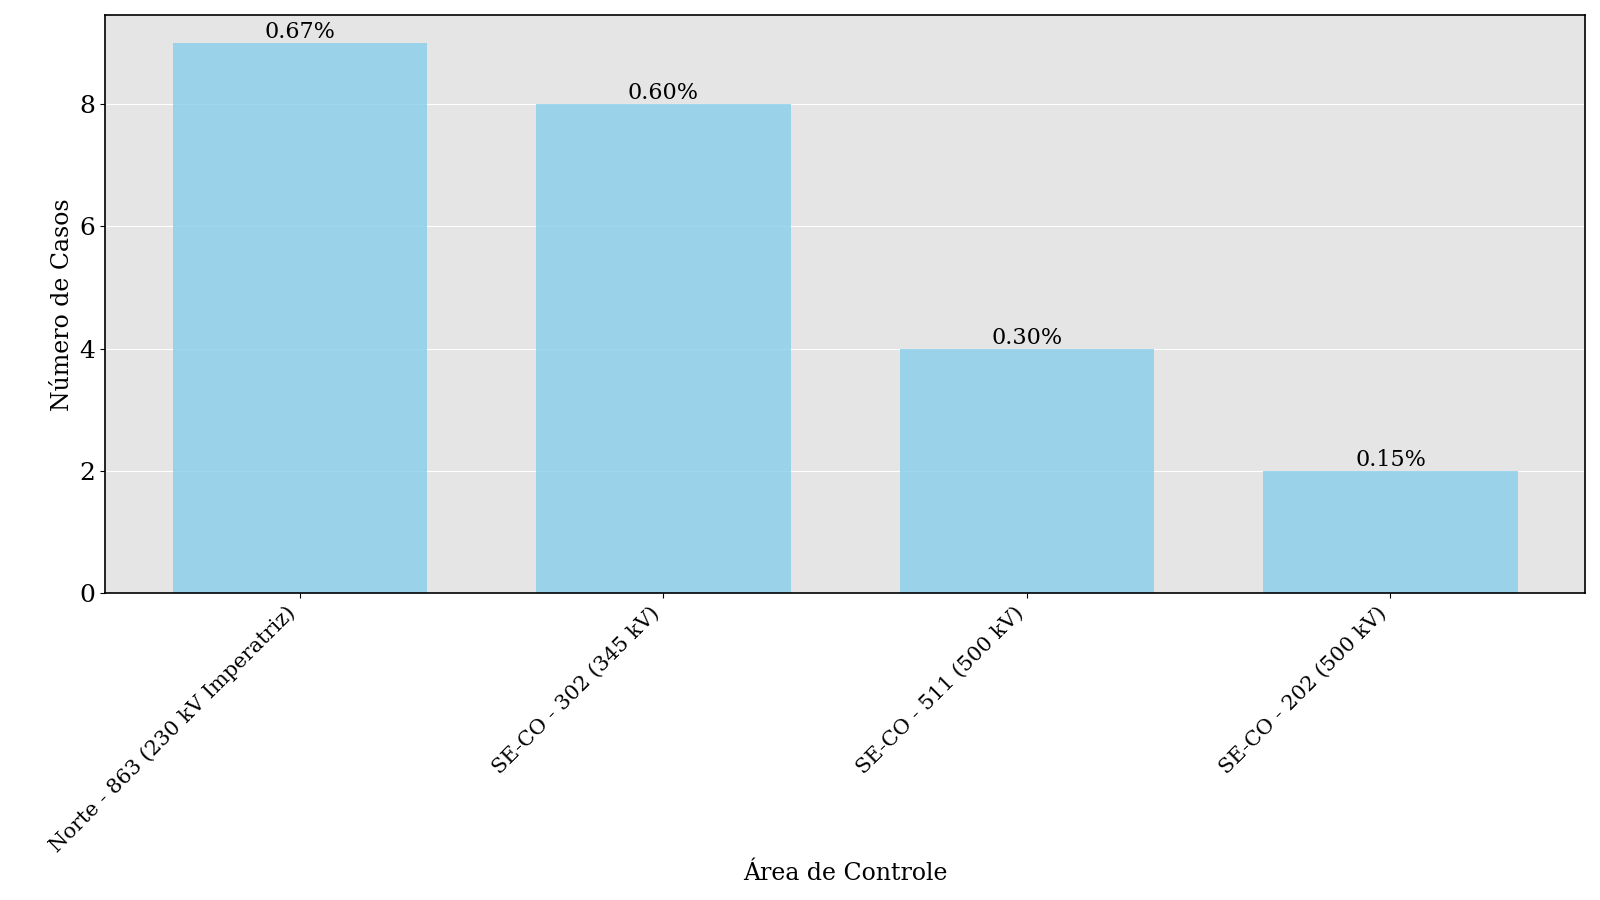 0.67%
0.60%
0.30%
0.15%
Número de Casos
8
6
4
2
0
Norte - 863 (230 kV Imperatriz)
SE-CO - 302 (345 kV)
SE-CO - 511 (500 kV)
SE-CO - 202 (500 kV)
Área de Controle